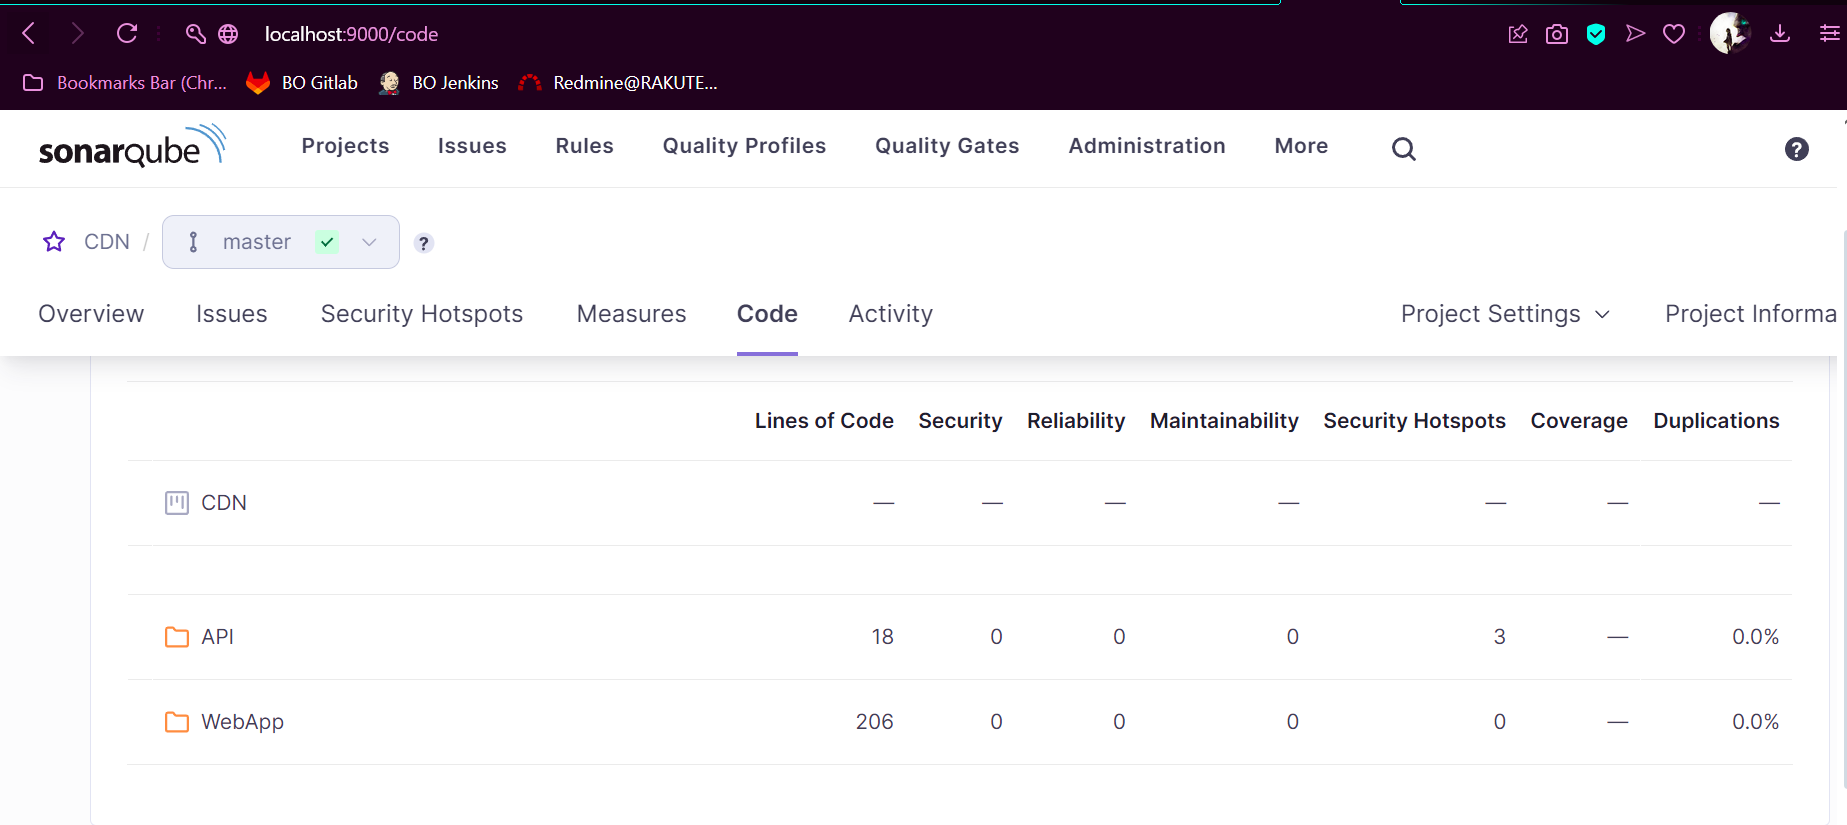 localhost:9000/code
Bookmarks Bar (Chr... BO Gitlab BO Jenkins Redmine@RAKUTE...
sonarqube Projects Issues Rules Quality Profiles Quality Gates Administration More ?
CDN / master ?
Overview Issues Security Hotspots Measures Code Activity Project Settings Project Informa
Lines of Code Security Reliability Maintainability Security Hotspots Coverage Duplications
CDN — — — — — — —
API 18 0 0 0 3 — 0.0%
WebApp 206 0 0 0 0 — 0.0%